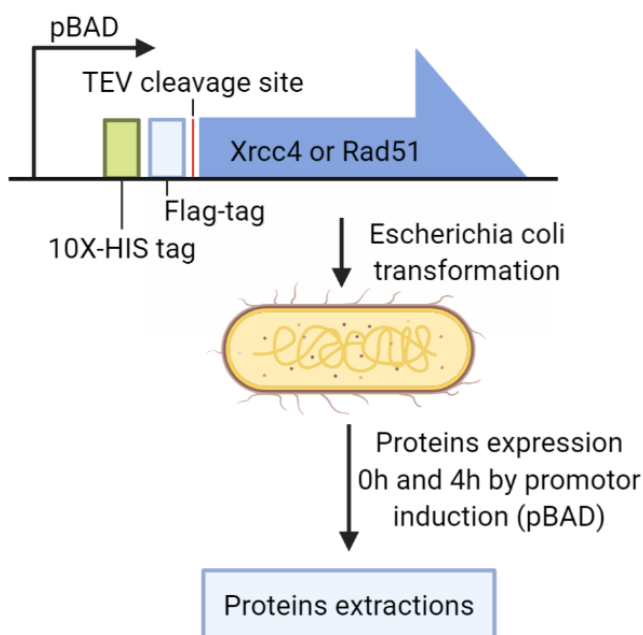 pBAD
TEV cleavage site
Xrcc4 or Rad51
Flag-tag
10X-HIS tag
Escherichia coli
transformation
Proteins expression
0h and 4h by promotor
induction (pBAD)
Proteins extractions